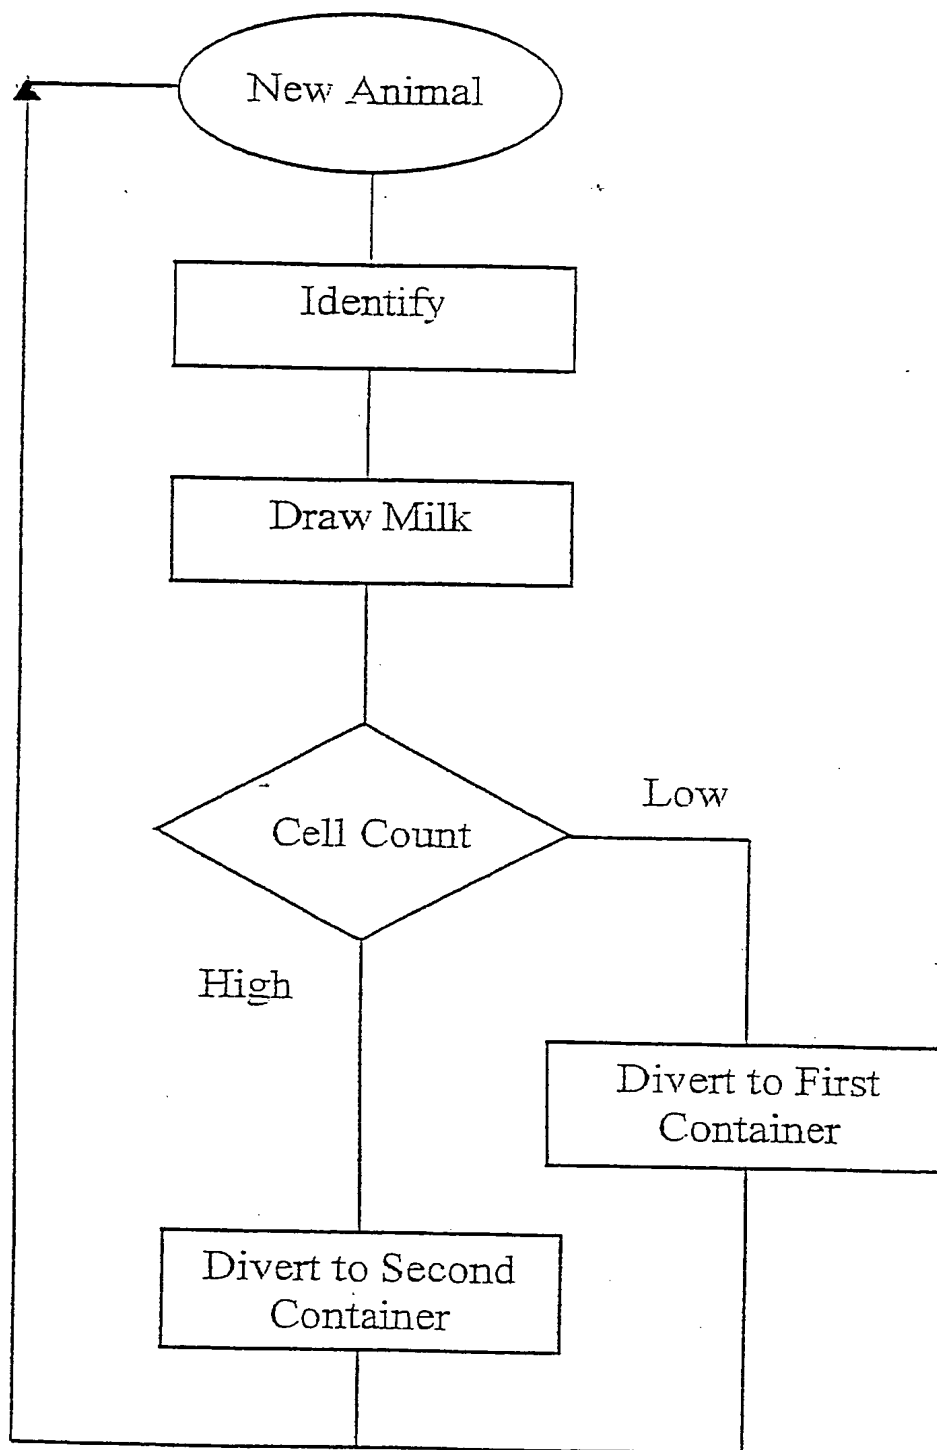 New Animal
Identify
Draw Milk
Cell Count
Low
High
Divert to First
Container
Divert to Second
Container